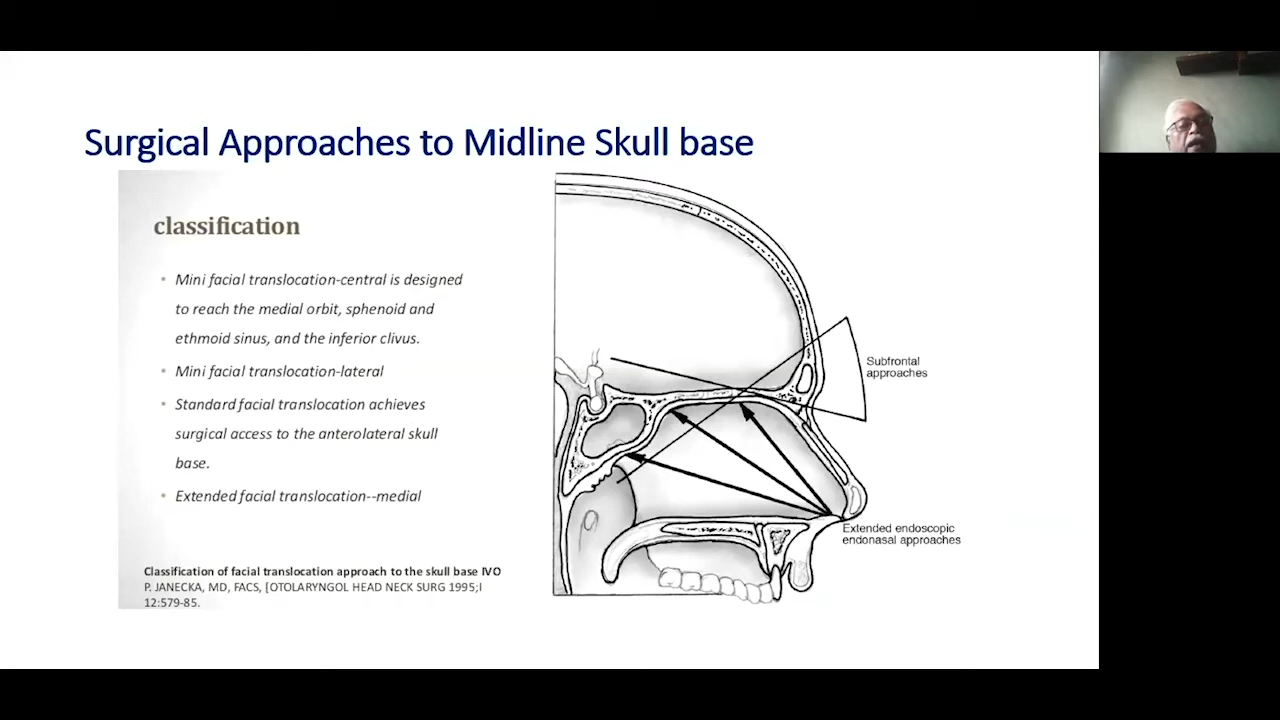 Surgical Approaches to Midline Skull base
classification
• Mini facial translocation-central is designed
to reach the medial orbit, sphenoid and
ethmoid sinus, and the inferior clivus.
• Mini facial translocation-lateral
• Standard facial translocation achieves
surgical access to the anterolateral skull
base.
• Extended facial translocation--medial
Classification of facial translocation approach to the skull base IVO
P. JANECKA, MD, FACS, [OTOLARYNGOL HEAD NECK SURG 1995;I
12:579-85.
Subfrontal
approaches
Extended endoscopic
endonasal approaches